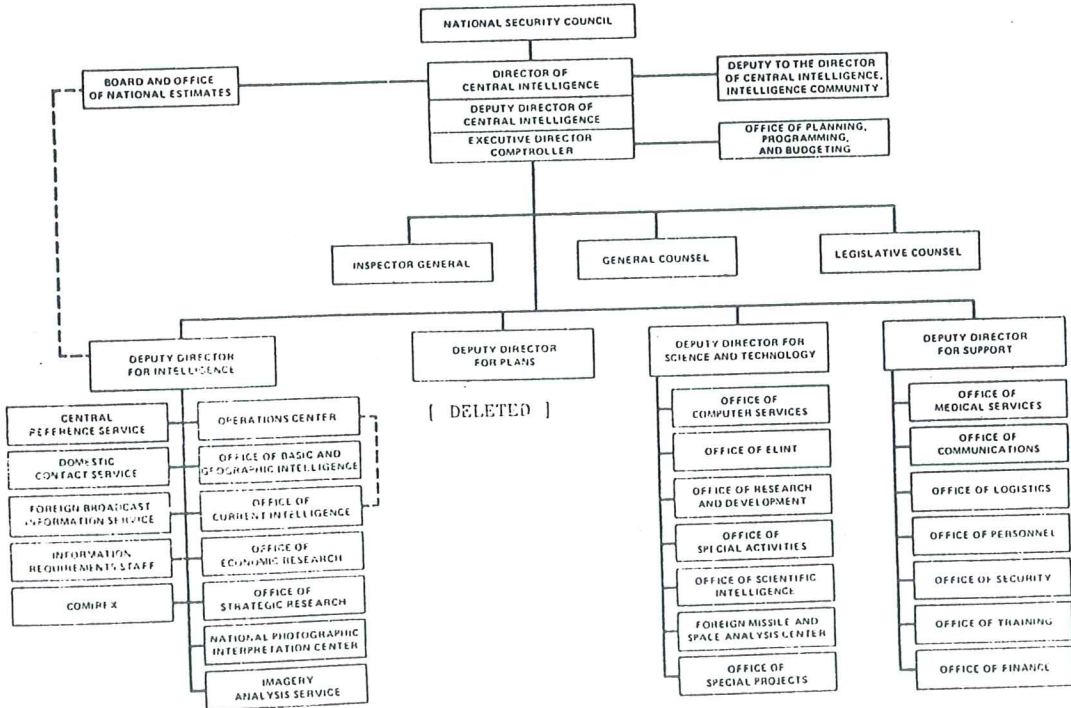 NATIONAL SECURITY COUNCIL
BOARD AND OFFICE
OF NATIONAL ESTIMATES
DIRECTOR OF
CENTRAL INTELLIGENCE
DEPUTY DIRECTOR OF
CENTRAL INTELLIGENCE
EXECUTIVE DIRECTOR
COMPTROLLER
DEPUTY TO THE DIRECTOR
OF CENTRAL INTELLIGENCE,
INTELLIGENCE COMMUNITY
OFFICE OF PLANNING,
PROGRAMMING,
AND BUDGETING
INSPECTOR GENERAL
GENERAL COUNSEL
LEGISLATIVE COUNSEL
DEPUTY DIRECTOR
FOR INTELLIGENCE
CENTRAL
REFERENCE SERVICE
DOMESTIC
CONTACT SERVICE
FOREIGN BROADCAST
INFORMATION SERVICE
INFORMATION
REQUIREMENTS STAFF
COMIREX
OPERATIONS CENTER
OFFICE OF BASIC AND
GEOGRAPHIC INTELLIGENCE
OFFICE OF
CURRENT INTELLIGENCE
OFFICE OF
ECONOMIC RESEARCH
OFFICE OF
STRATEGIC RESEARCH
NATIONAL PHOTOGRAPHIC
INTERPRETATION CENTER
IMAGERY
ANALYSIS SERVICE
DEPUTY DIRECTOR
FOR PLANS
[ DELETED ]
DEPUTY DIRECTOR FOR
SCIENCE AND TECHNOLOGY
OFFICE OF
COMPUTER SERVICES
OFFICE OF ELINT
OFFICE OF RESEARCH
AND DEVELOPMENT
OFFICE OF
SPECIAL ACTIVITIES
OFFICE OF SCIENTIFIC
INTELLIGENCE
FOREIGN MISSILE AND
SPACE ANALYSIS CENTER
OFFICE OF
SPECIAL PROJECTS
DEPUTY DIRECTOR
FOR SUPPORT
OFFICE OF
MEDICAL SERVICES
OFFICE OF
COMMUNICATIONS
OFFICE OF LOGISTICS
OFFICE OF PERSONNEL
OFFICE OF SECURITY
OFFICE OF TRAINING
OFFICE OF FINANCE